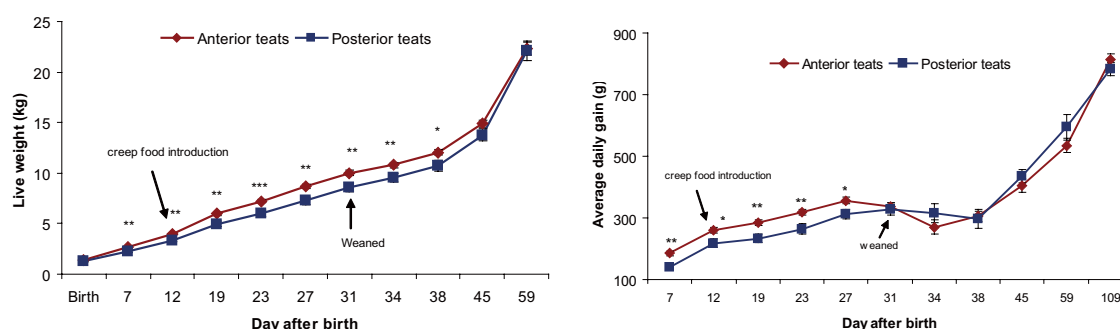 25
20
15
10
5
0
Live weight (kg)
Anterior teats Posterior teats
creep food introduction
** ** ** *** ** ** ** *
Weaned
Birth 7 12 19 23 27 31 34 38 45 59
Day after birth
900
700
500
300
100
Average daily gain (g)
Anterior teats Posterior teats
creep food introduction
** * ** ** *
weaned
7 12 19 23 27 31 34 38 45 59 109
Day after birth